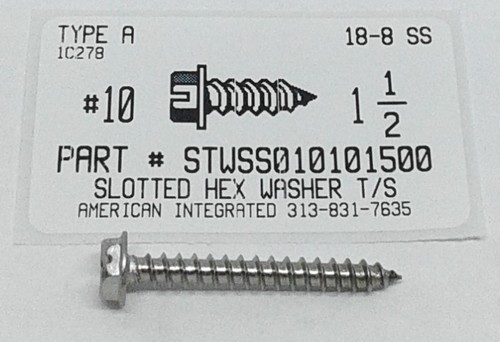 TYPE A 18-8 SS
1C278
#10 1 1/2
PART # STWSS010101500
SLOTTED HEX WASHER T/S
AMERICAN INTEGRATED 313-831-7635